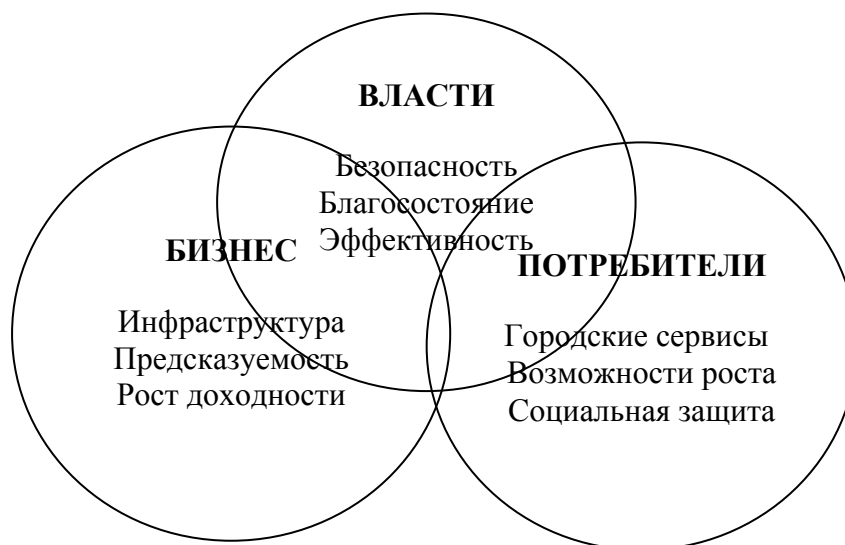 ВЛАСТИ
Безопасность
Благосостояние
Эффективность
БИЗНЕС
Инфраструктура
Предсказуемость
Рост доходности
ПОТРЕБИТЕЛИ
Городские сервисы
Возможности роста
Социальная защита